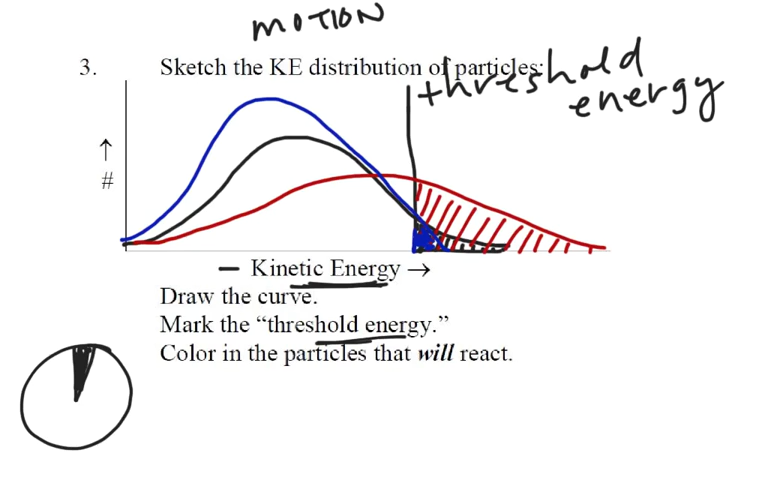 MOTION
3. Sketch the KE distribution of particles:
threshold
energy
↑
#
Kinetic Energy →
Draw the curve.
Mark the “threshold energy.”
Color in the particles that will react.